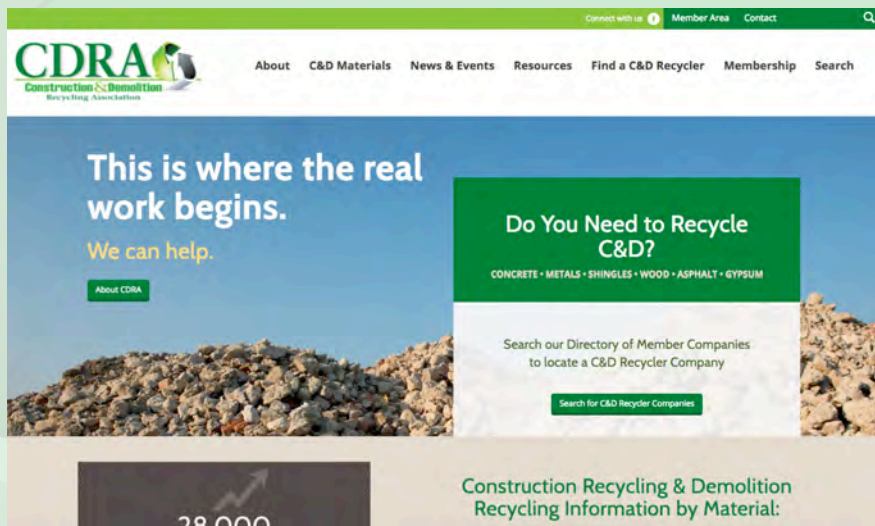 Connect with us
Member Area
Contact
CDRA
Construction & Demolition
Recycling Association
About
C&D Materials
News & Events
Resources
Find a C&D Recycler
Membership
Search
This is where the real
work begins.
We can help.
About CDRA
Do You Need to Recycle
C&D?
CONCRETE • METALS • SHINGLES • WOOD • ASPHALT • GYPSUM
Search our Directory of Member Companies
to locate a C&D Recycler Company
Search for C&D Recycler Companies
28,000
Construction Recycling & Demolition
Recycling Information by Material: